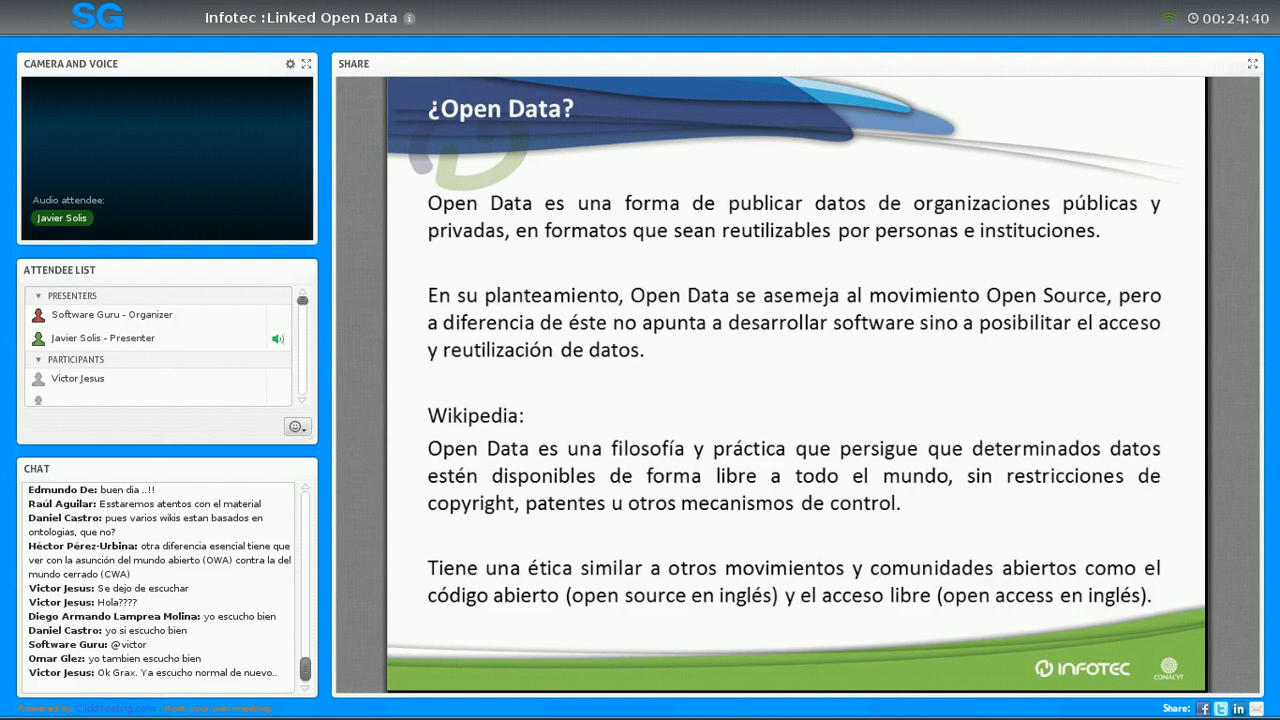 SG
Infotec :Linked Open Data
00:24:40
CAMERA AND VOICE
Audio attendee:
Javier Solis
ATTENDEE LIST
PRESENTERS
Software Guru - Organizer
Javier Solis - Presenter
PARTICIPANTS
Victor Jesus
CHAT
Edmundo De: buen dia ..!!
Raúl Aguilar: Esstaremos atentos con el material
Daniel Castro: pues varios wikis estan basados en
ontologias, que no?
Héctor Pérez-Urbina: otra diferencia esencial tiene que
ver con la asunción del mundo abierto (OWA) contra la del
mundo cerrado (CWA)
Victor Jesus: Se dejo de escuchar
Victor Jesus: Hola????
Diego Armando Lamprea Molina: yo escucho bien
Daniel Castro: yo si escucho bien
Software Guru: @victor
Omar Glez: yo tambien escucho bien
Victor Jesus: Ok Grax. Ya escucho normal de nuevo..
Powered by ClickMeeting.com - Host your own meeting
SHARE
¿Open Data?
Open Data es una forma de publicar datos de organizaciones públicas y
privadas, en formatos que sean reutilizables por personas e instituciones.
En su planteamiento, Open Data se asemeja al movimiento Open Source, pero
a diferencia de éste no apunta a desarrollar software sino a posibilitar el acceso
y reutilización de datos.
Wikipedia:
Open Data es una filosofía y práctica que persigue que determinados datos
estén disponibles de forma libre a todo el mundo, sin restricciones de
copyright, patentes u otros mecanismos de control.
Tiene una ética similar a otros movimientos y comunidades abiertos como el
código abierto (open source en inglés) y el acceso libre (open access en inglés).
INFOTEC
CONACYT
Share: